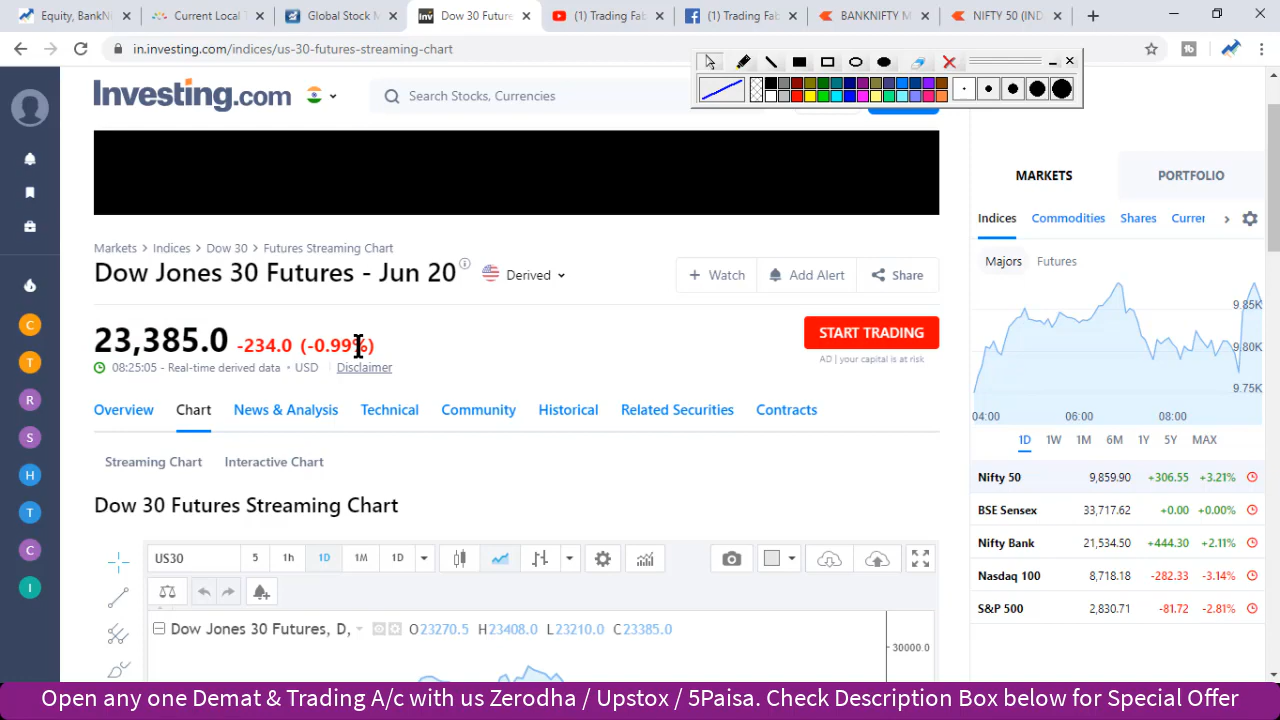 Equity, BankNi
Current Local T
Global Stock M
Dow 30 Future
(1) Trading Fab
(1) Trading Fab
BANKNIFTY M
NIFTY 50 (IND
in.investing.com/indices/us-30-futures-streaming-chart
Investing.com
Search Stocks, Currencies
MARKETS
PORTFOLIO
Indices
Commodities
Shares
Currer
Markets > Indices > Dow 30 > Futures Streaming Chart
Dow Jones 30 Futures - Jun 20
Derived
+ Watch
Add Alert
Share
Majors
Futures
23,385.0 -234.0 (-0.99%)
START TRADING
AD | your capital is at risk
08:25:05 - Real-time derived data • USD
Disclaimer
9.85K
9.80K
9.75K
04:00
06:00
08:00
Overview
Chart
News & Analysis
Technical
Community
Historical
Related Securities
Contracts
1D
1W
1M
6M
1Y
5Y
MAX
Streaming Chart
Interactive Chart
Nifty 50 9,859.90 +306.55 +3.21%
BSE Sensex 33,717.62 +0.00 +0.00%
Nifty Bank 21,534.50 +444.30 +2.11%
Nasdaq 100 8,718.18 -282.33 -3.14%
S&P 500 2,830.71 -81.72 -2.81%
Dow 30 Futures Streaming Chart
US30
5
1h
1D
1M
1D
Dow Jones 30 Futures, D,
O23270.5 H23408.0 L23210.0 C23385.0
30000.0
C
T
R
S
H
T
C
I
Open any one Demat & Trading A/c with us Zerodha / Upstox / 5Paisa. Check Description Box below for Special Offer